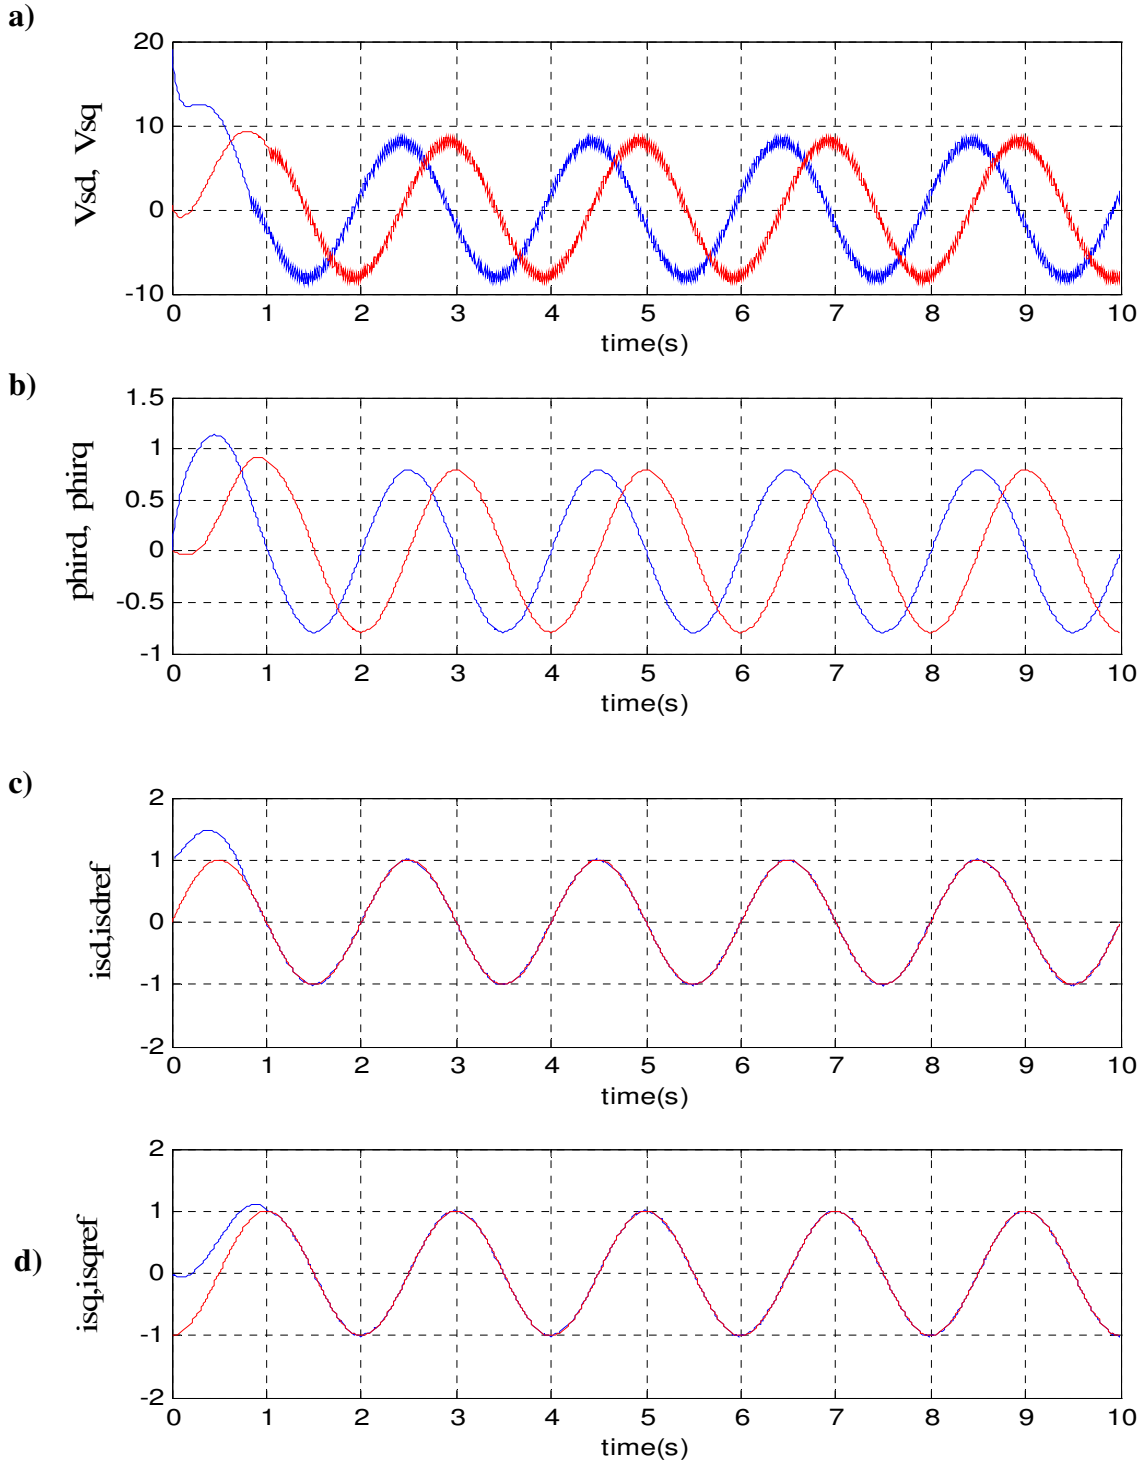 a)
Vsd, Vsq
20
10
0
-10
0 1 2 3 4 5 6 7 8 9 10
time(s)
b)
phird, phirq
1.5
1
0.5
0
-0.5
-1
0 1 2 3 4 5 6 7 8 9 10
time(s)
c)
isd,isdref
2
1
0
-1
-2
0 1 2 3 4 5 6 7 8 9 10
time(s)
d)
isq,isqref
2
1
0
-1
-2
0 1 2 3 4 5 6 7 8 9 10
time(s)